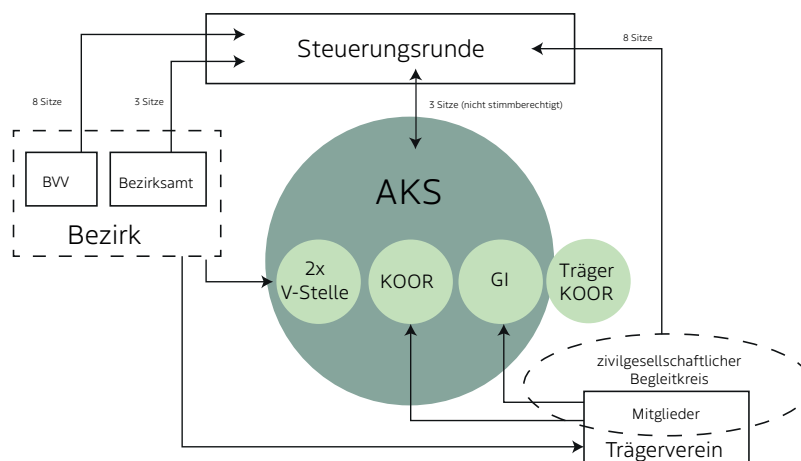 Steuerungsrunde
8 Sitze
8 Sitze
3 Sitze
3 Sitze (nicht stimmberechtigt)
BVV
Bezirksamt
Bezirk
AKS
2x
V-Stelle
KOOR
GI
Träger
KOOR
zivilgesellschaftlicher
Begleitkreis
Mitglieder
Trägerverein